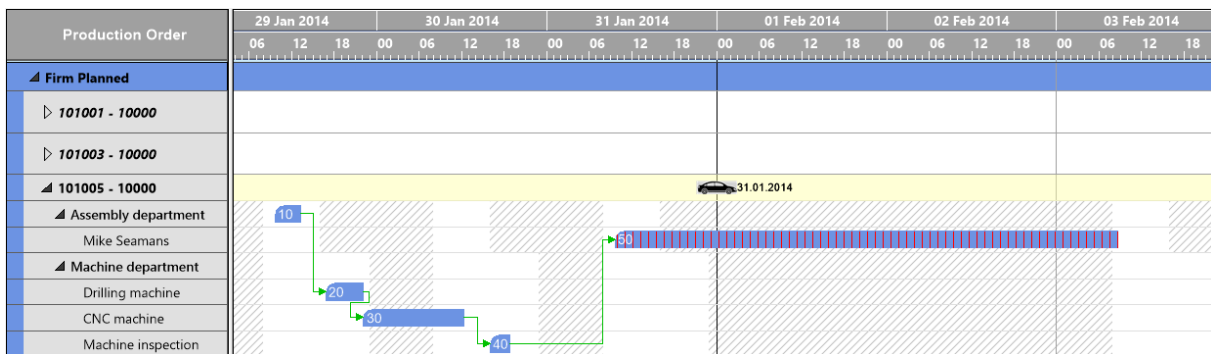 Production Order
29 Jan 2014 30 Jan 2014 31 Jan 2014 01 Feb 2014 02 Feb 2014 03 Feb 2014
06 12 18 00 06 12 18 00 06 12 18 00 06 12 18 00 06 12 18 00 06 12 18
Firm Planned
101001 - 10000
101003 - 10000
101005 - 10000 31.01.2014
Assembly department 10
Mike Seamans 50
Machine department
Drilling machine 20
CNC machine 30
Machine inspection 40